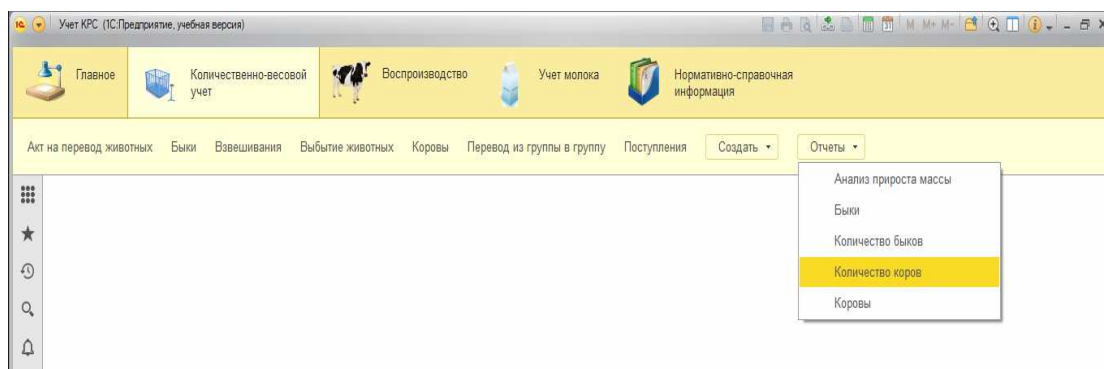 Учет КРС (1С:Предприятие, учебная версия)
M M+ M-
Главное
Количественно-весовой
учет
Воспроизводство
Учет молока
Нормативно-справочная
информация
Акт на перевод животных Быки Взвешивания Выбытие животных Коровы Перевод из группы в группу Поступления Создать Отчеты
Анализ прироста массы
Быки
Количество быков
Количество коров
Коровы